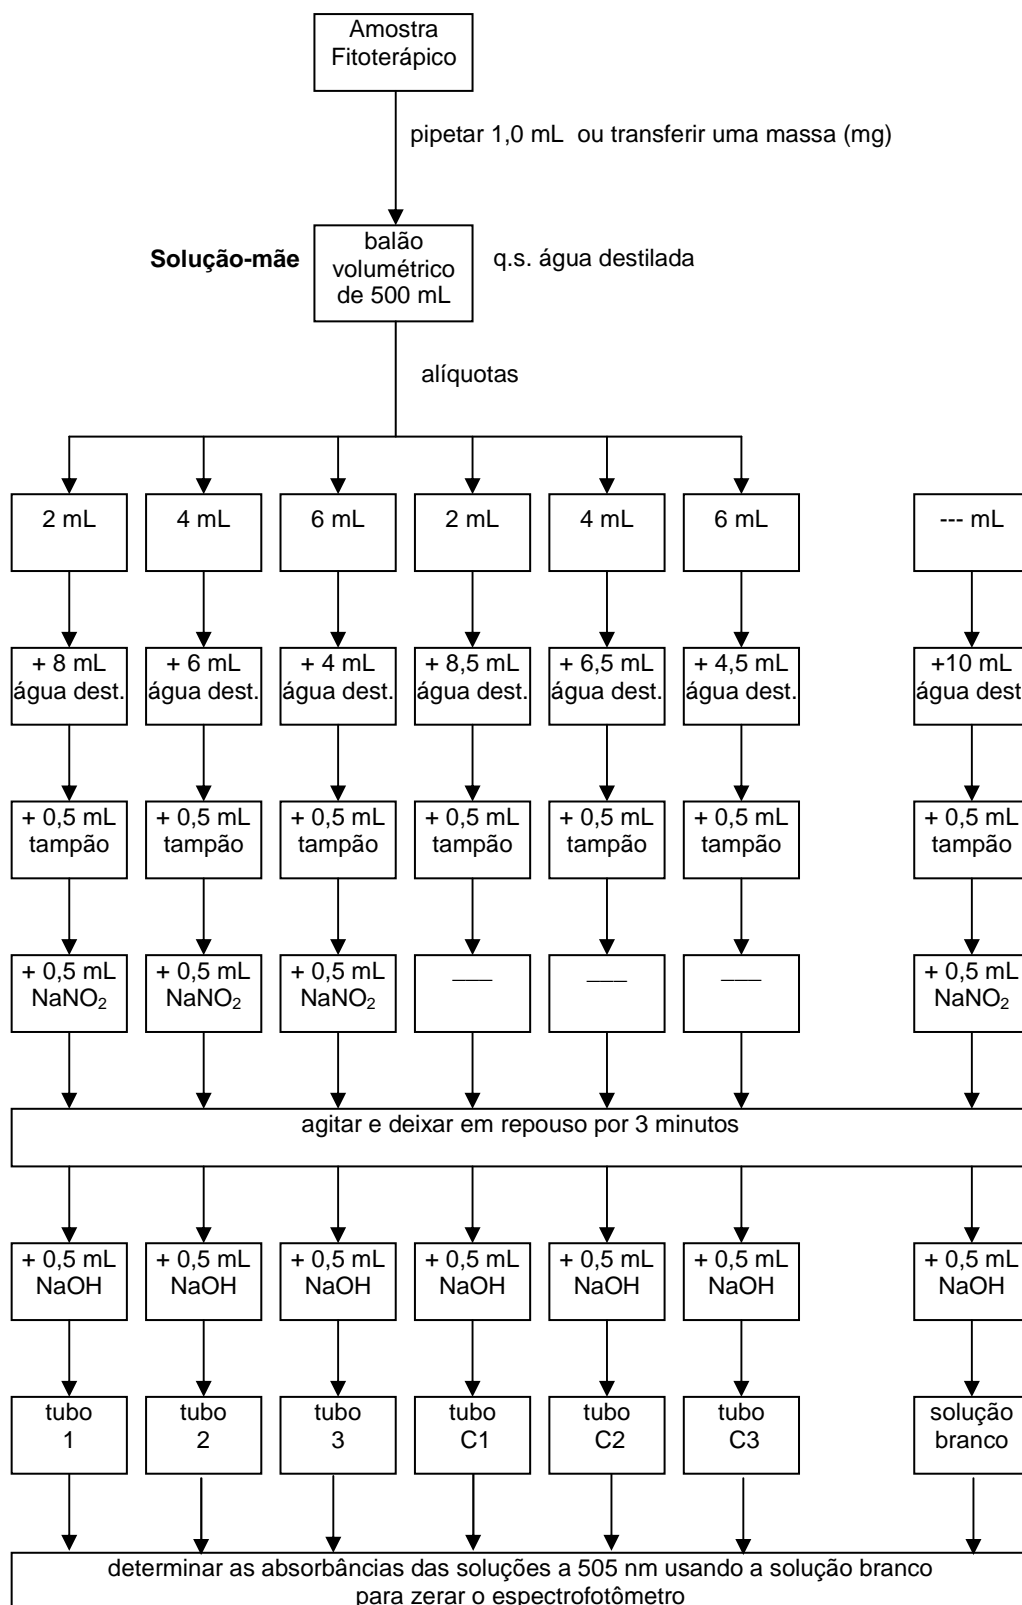 Amostra
Fitoterápico
pipetar 1,0 mL ou transferir uma massa (mg)
Solução-mãe
balão
volumétrico
de 500 mL
q.s. água destilada
alíquotas
2 mL
4 mL
6 mL
2 mL
4 mL
6 mL
--- mL
+ 8 mL
água dest.
+ 6 mL
água dest.
+ 4 mL
água dest.
+ 8,5 mL
água dest.
+ 6,5 mL
água dest.
+ 4,5 mL
água dest.
+10 mL
água dest
+ 0,5 mL
tampão
+ 0,5 mL
tampão
+ 0,5 mL
tampão
+ 0,5 mL
tampão
+ 0,5 mL
tampão
+ 0,5 mL
tampão
+ 0,5 mL
tampão
+ 0,5 mL
NaNO₂
+ 0,5 mL
NaNO₂
+ 0,5 mL
NaNO₂
___
___
___
+ 0,5 mL
NaNO₂
agitar e deixar em repouso por 3 minutos
+ 0,5 mL
NaOH
+ 0,5 mL
NaOH
+ 0,5 mL
NaOH
+ 0,5 mL
NaOH
+ 0,5 mL
NaOH
+ 0,5 mL
NaOH
+ 0,5 mL
NaOH
tubo
1
tubo
2
tubo
3
tubo
C1
tubo
C2
tubo
C3
solução
branco
determinar as absorbâncias das soluções a 505 nm usando a solução branco
para zerar o espectrofotômetro